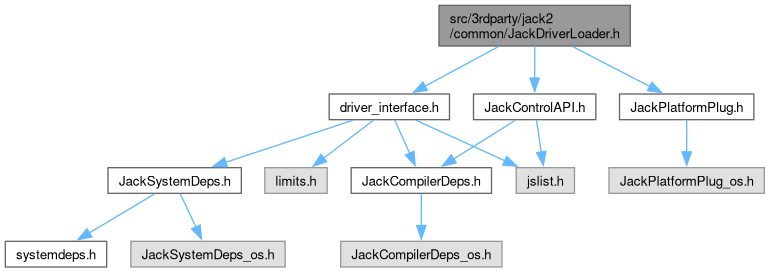 src/3rdparty/jack2
/common/JackDriverLoader.h
driver_interface.h
JackControlAPI.h
JackPlatformPlug.h
JackSystemDeps.h
limits.h
JackCompilerDeps.h
jslist.h
JackPlatformPlug_os.h
systemdeps.h
JackSystemDeps_os.h
JackCompilerDeps_os.h